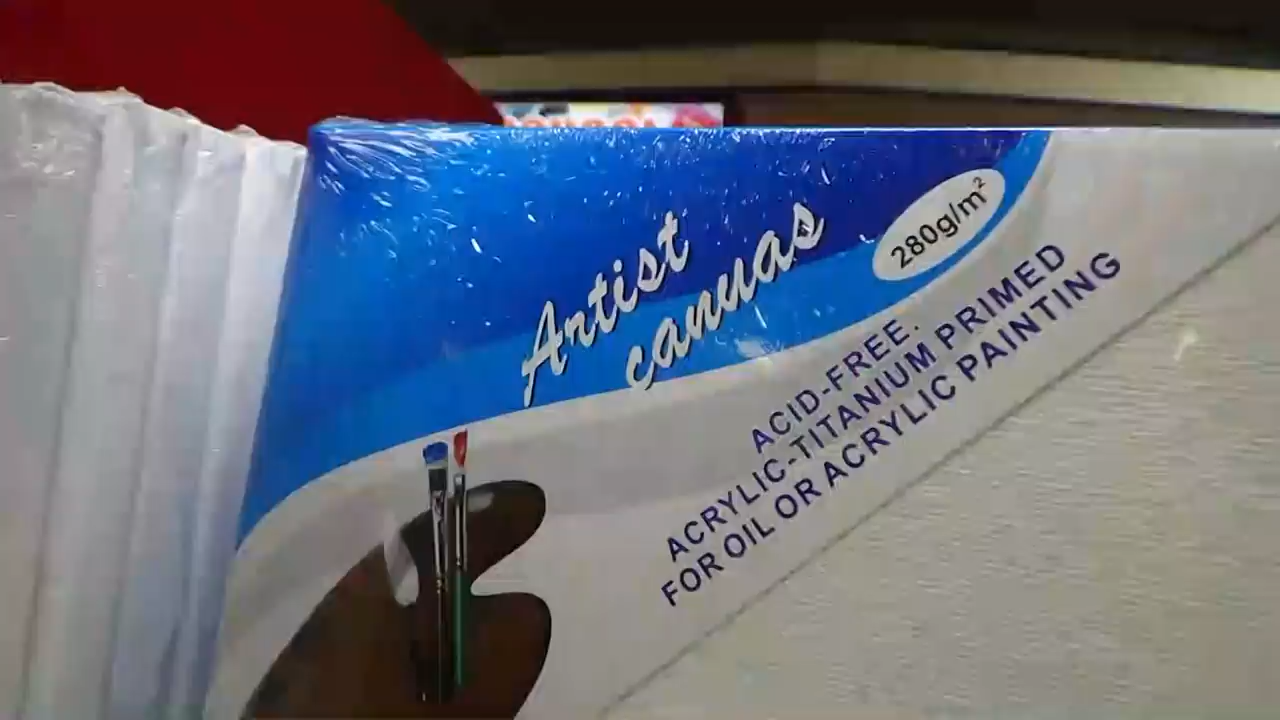 Artist
canvas
280g/m²
ACID-FREE.
ACRYLIC-TITANIUM PRIMED
FOR OIL OR ACRYLIC PAINTING